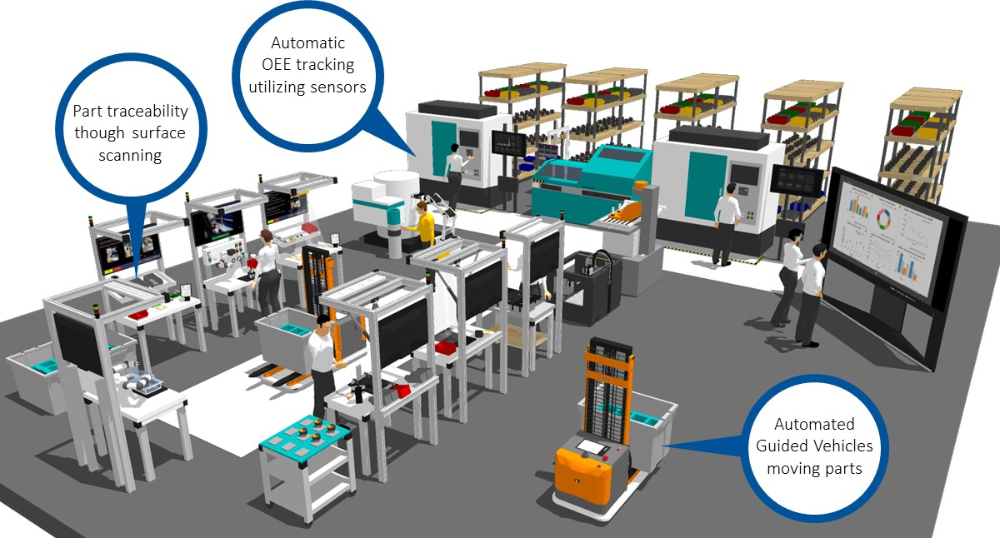 Automatic
OEE tracking
utilizing sensors
Part traceability
though surface
scanning
Automated
Guided Vehicles
moving parts